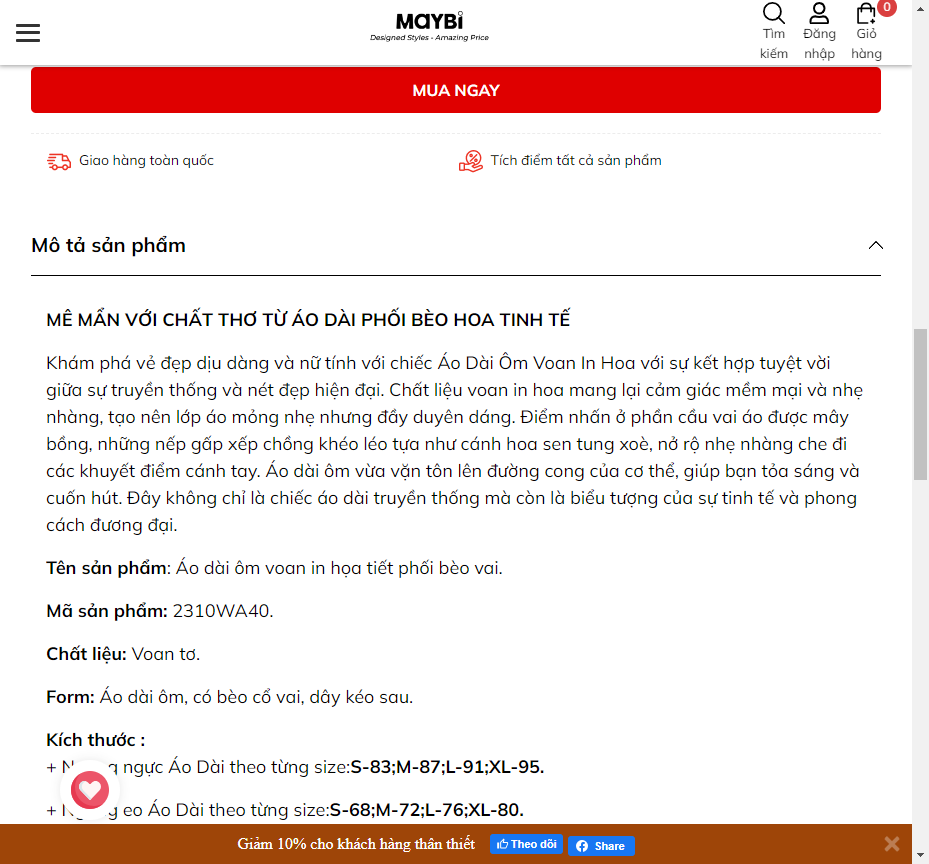 MAYBI
Designed Styles - Amazing Price
Tìm kiếm
Đăng nhập
0
Giỏ hàng
MUA NGAY
Giao hàng toàn quốc
Tích điểm tất cả sản phẩm
Mô tả sản phẩm
MÊ MẨN VỚI CHẤT THƠ TỪ ÁO DÀI PHỐI BÈO HOA TINH TẾ
Khám phá vẻ đẹp dịu dàng và nữ tính với chiếc Áo Dài Ôm Voan In Hoa với sự kết hợp tuyệt vời
giữa sự truyền thống và nét đẹp hiện đại. Chất liệu voan in hoa mang lại cảm giác mềm mại và nhẹ
nhàng, tạo nên lớp áo mỏng nhẹ nhưng đầy duyên dáng. Điểm nhấn ở phần cầu vai áo được mây
bồng, những nếp gấp xếp chồng khéo léo tựa như cánh hoa sen tung xoè, nở rộ nhẹ nhàng che đi
các khuyết điểm cánh tay. Áo dài ôm vừa vặn tôn lên đường cong của cơ thể, giúp bạn tỏa sáng và
cuốn hút. Đây không chỉ là chiếc áo dài truyền thống mà còn là biểu tượng của sự tinh tế và phong
cách đương đại.
Tên sản phẩm: Áo dài ôm voan in họa tiết phối bèo vai.
Mã sản phẩm: 2310WA40.
Chất liệu: Voan tơ.
Form: Áo dài ôm, có bèo cổ vai, dây kéo sau.
Kích thước :
+ ngực Áo Dài theo từng size:S-83;M-87;L-91;XL-95.
+ eo Áo Dài theo từng size:S-68;M-72;L-76;XL-80.
Giảm 10% cho khách hàng thân thiết
Theo dõi
Share